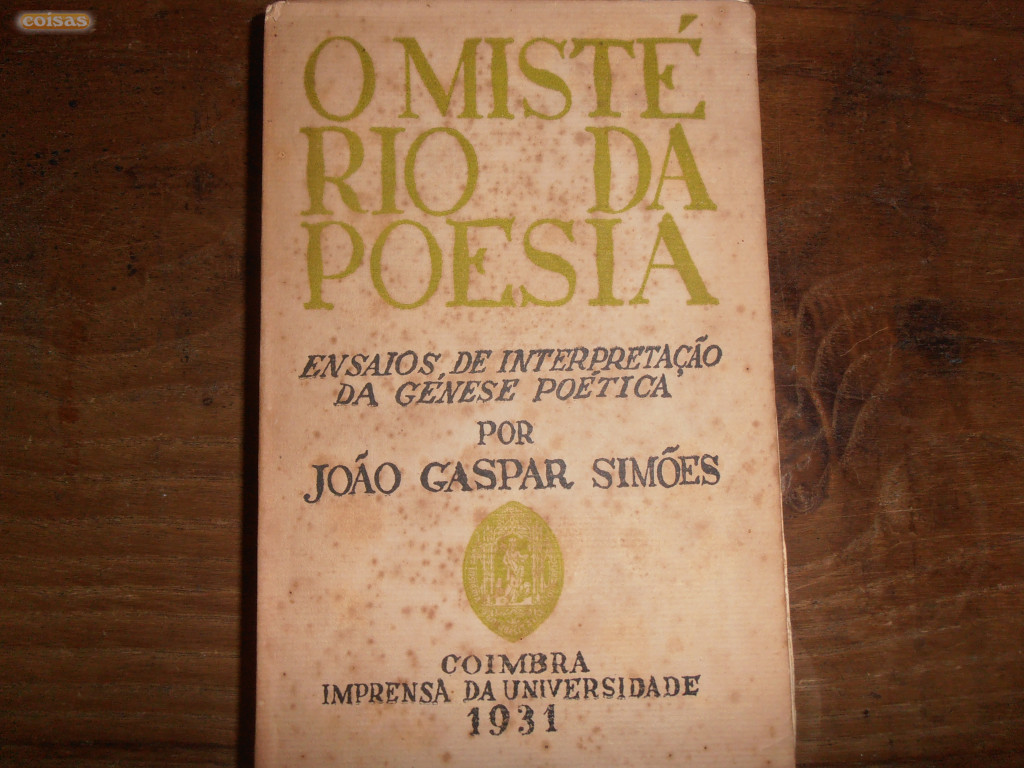 coisas
O MISTÉ
RIO DA
POESIA
ENSAIOS DE INTERPRETAÇÃO
DA GÉNESE POÉTICA
POR
JOÃO GASPAR SIMÕES
COIMBRA
IMPRENSA DA UNIVERSIDADE
1931